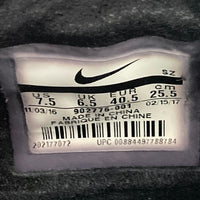 SZ
US UK EUR cm
7.5 6.5 40.5 25.5
11/03/16 902776-001 02/15/17
MADE IN CHINA
FABRIQUÉ EN CHINE
202177072 UPC 00884497788784